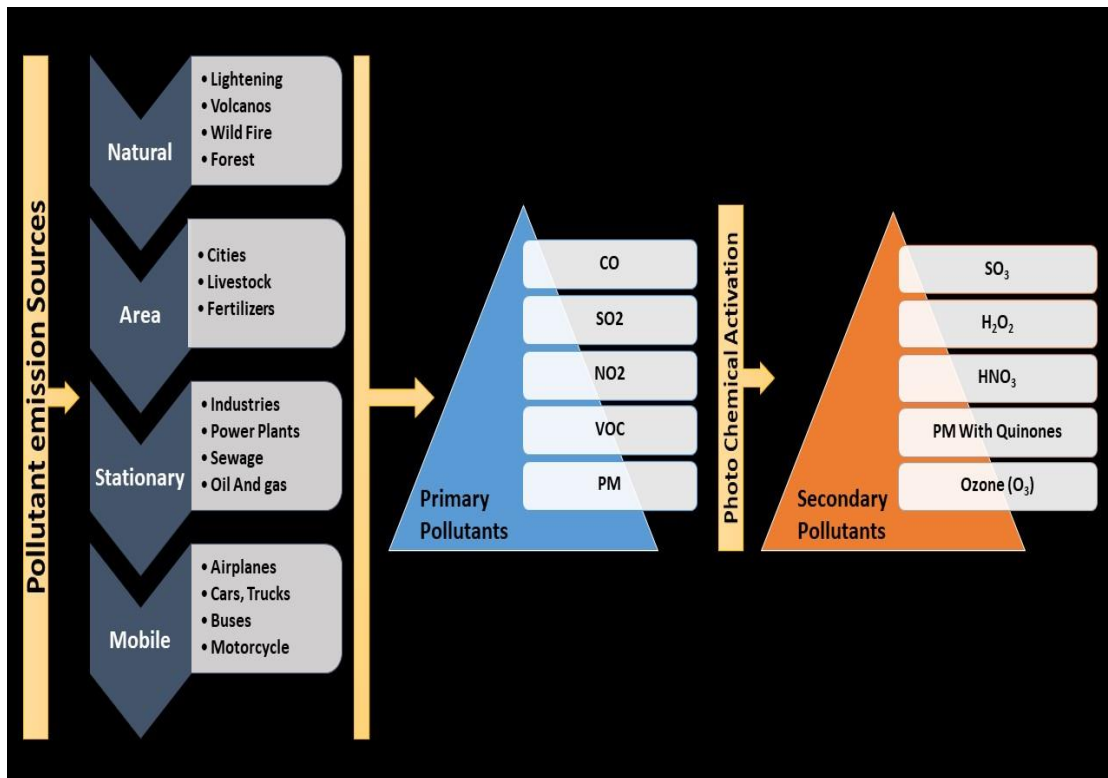 Pollutant emission Sources
Natural
• Lightening
• Volcanos
• Wild Fire
• Forest
Area
• Cities
• Livestock
• Fertilizers
Stationary
• Industries
• Power Plants
• Sewage
• Oil And gas
Mobile
• Airplanes
• Cars, Trucks
• Buses
• Motorcycle
CO
SO2
NO2
VOC
PM
Primary
Pollutants
Photo Chemical Activation
SO₃
H₂O₂
HNO₃
PM With Quinones
Ozone (O₃)
Secondary
Pollutants